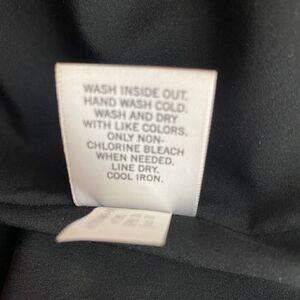 WASH INSIDE OUT.
HAND WASH COLD.
WASH AND DRY
WITH LIKE COLORS.
ONLY NON-
CHLORINE BLEACH
WHEN NEEDED.
LINE DRY.
COOL IRON.